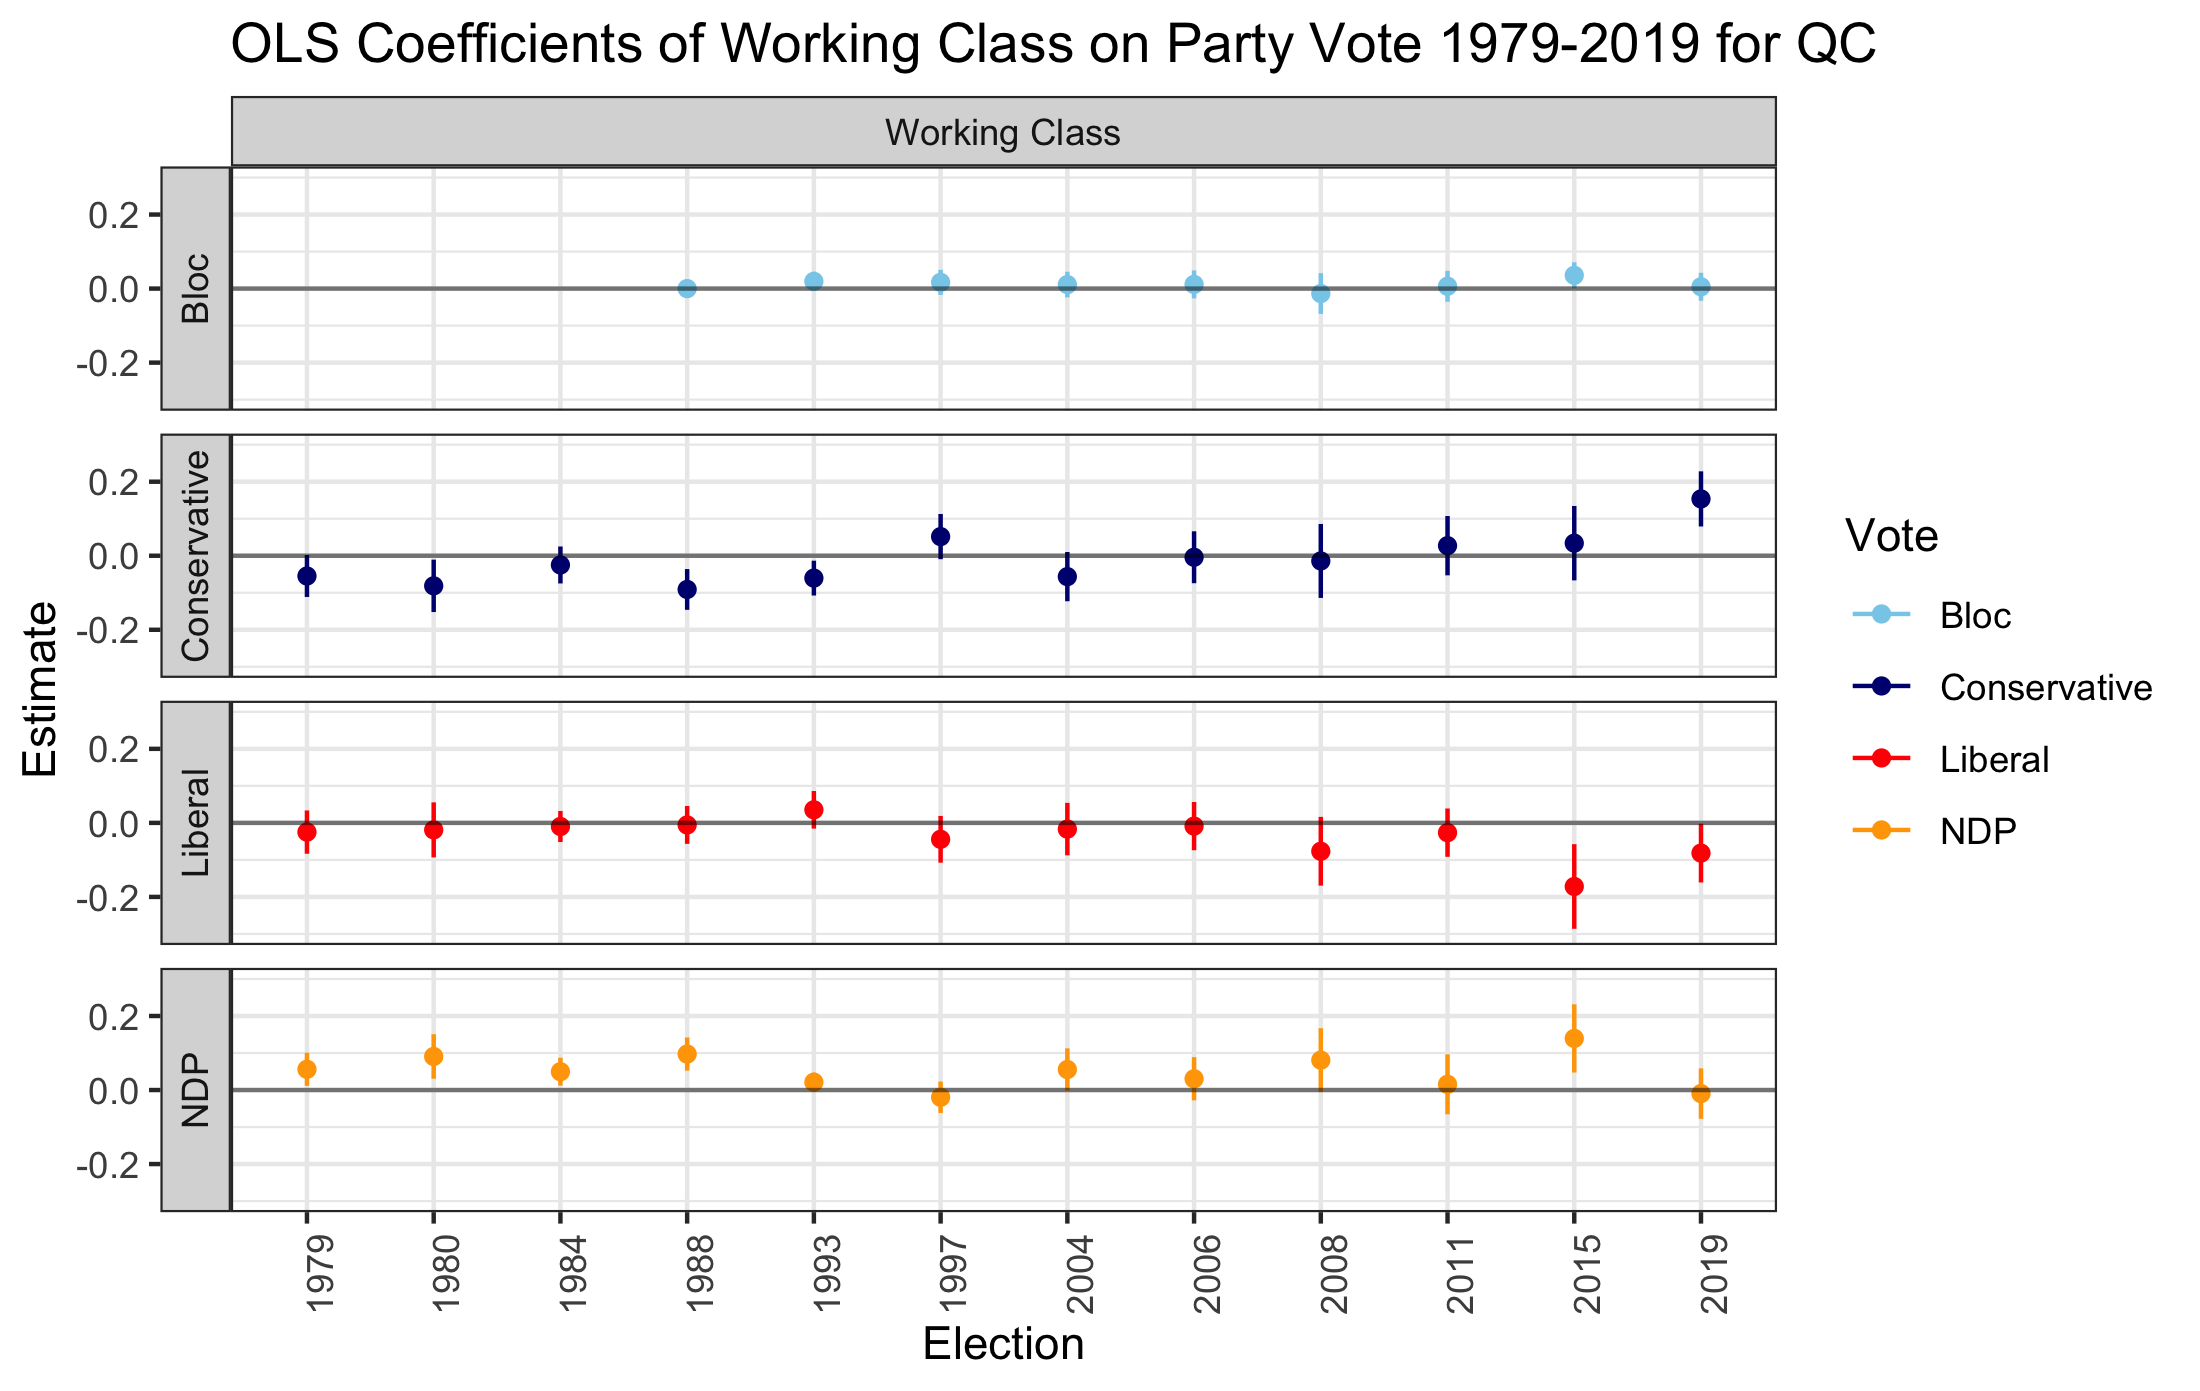 OLS Coefficients of Working Class on Party Vote 1979-2019 for QC
Working Class
Bloc
0.2
0.0
-0.2
Conservative
0.2
0.0
-0.2
Liberal
0.2
0.0
-0.2
NDP
0.2
0.0
-0.2
Estimate
1979 1980 1984 1988 1993 1997 2004 2006 2008 2011 2015 2019
Election
Vote
Bloc
Conservative
Liberal
NDP